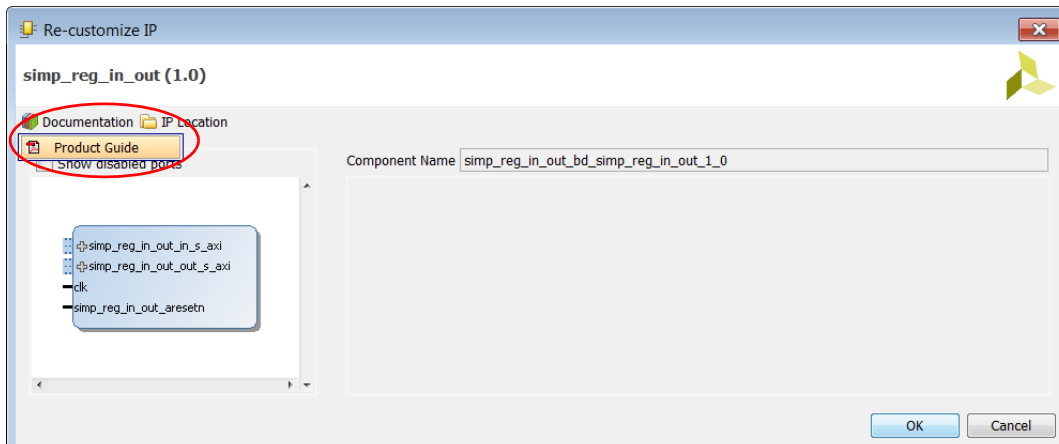 Re-customize IP
simp_reg_in_out (1.0)
Documentation IP Location
Product Guide
Show disabled ports
Component Name simp_reg_in_out_bd_simp_reg_in_out_1_0
simp_reg_in_out_in_s_axi
simp_reg_in_out_out_s_axi
clk
simp_reg_in_out_aresetn
OK Cancel